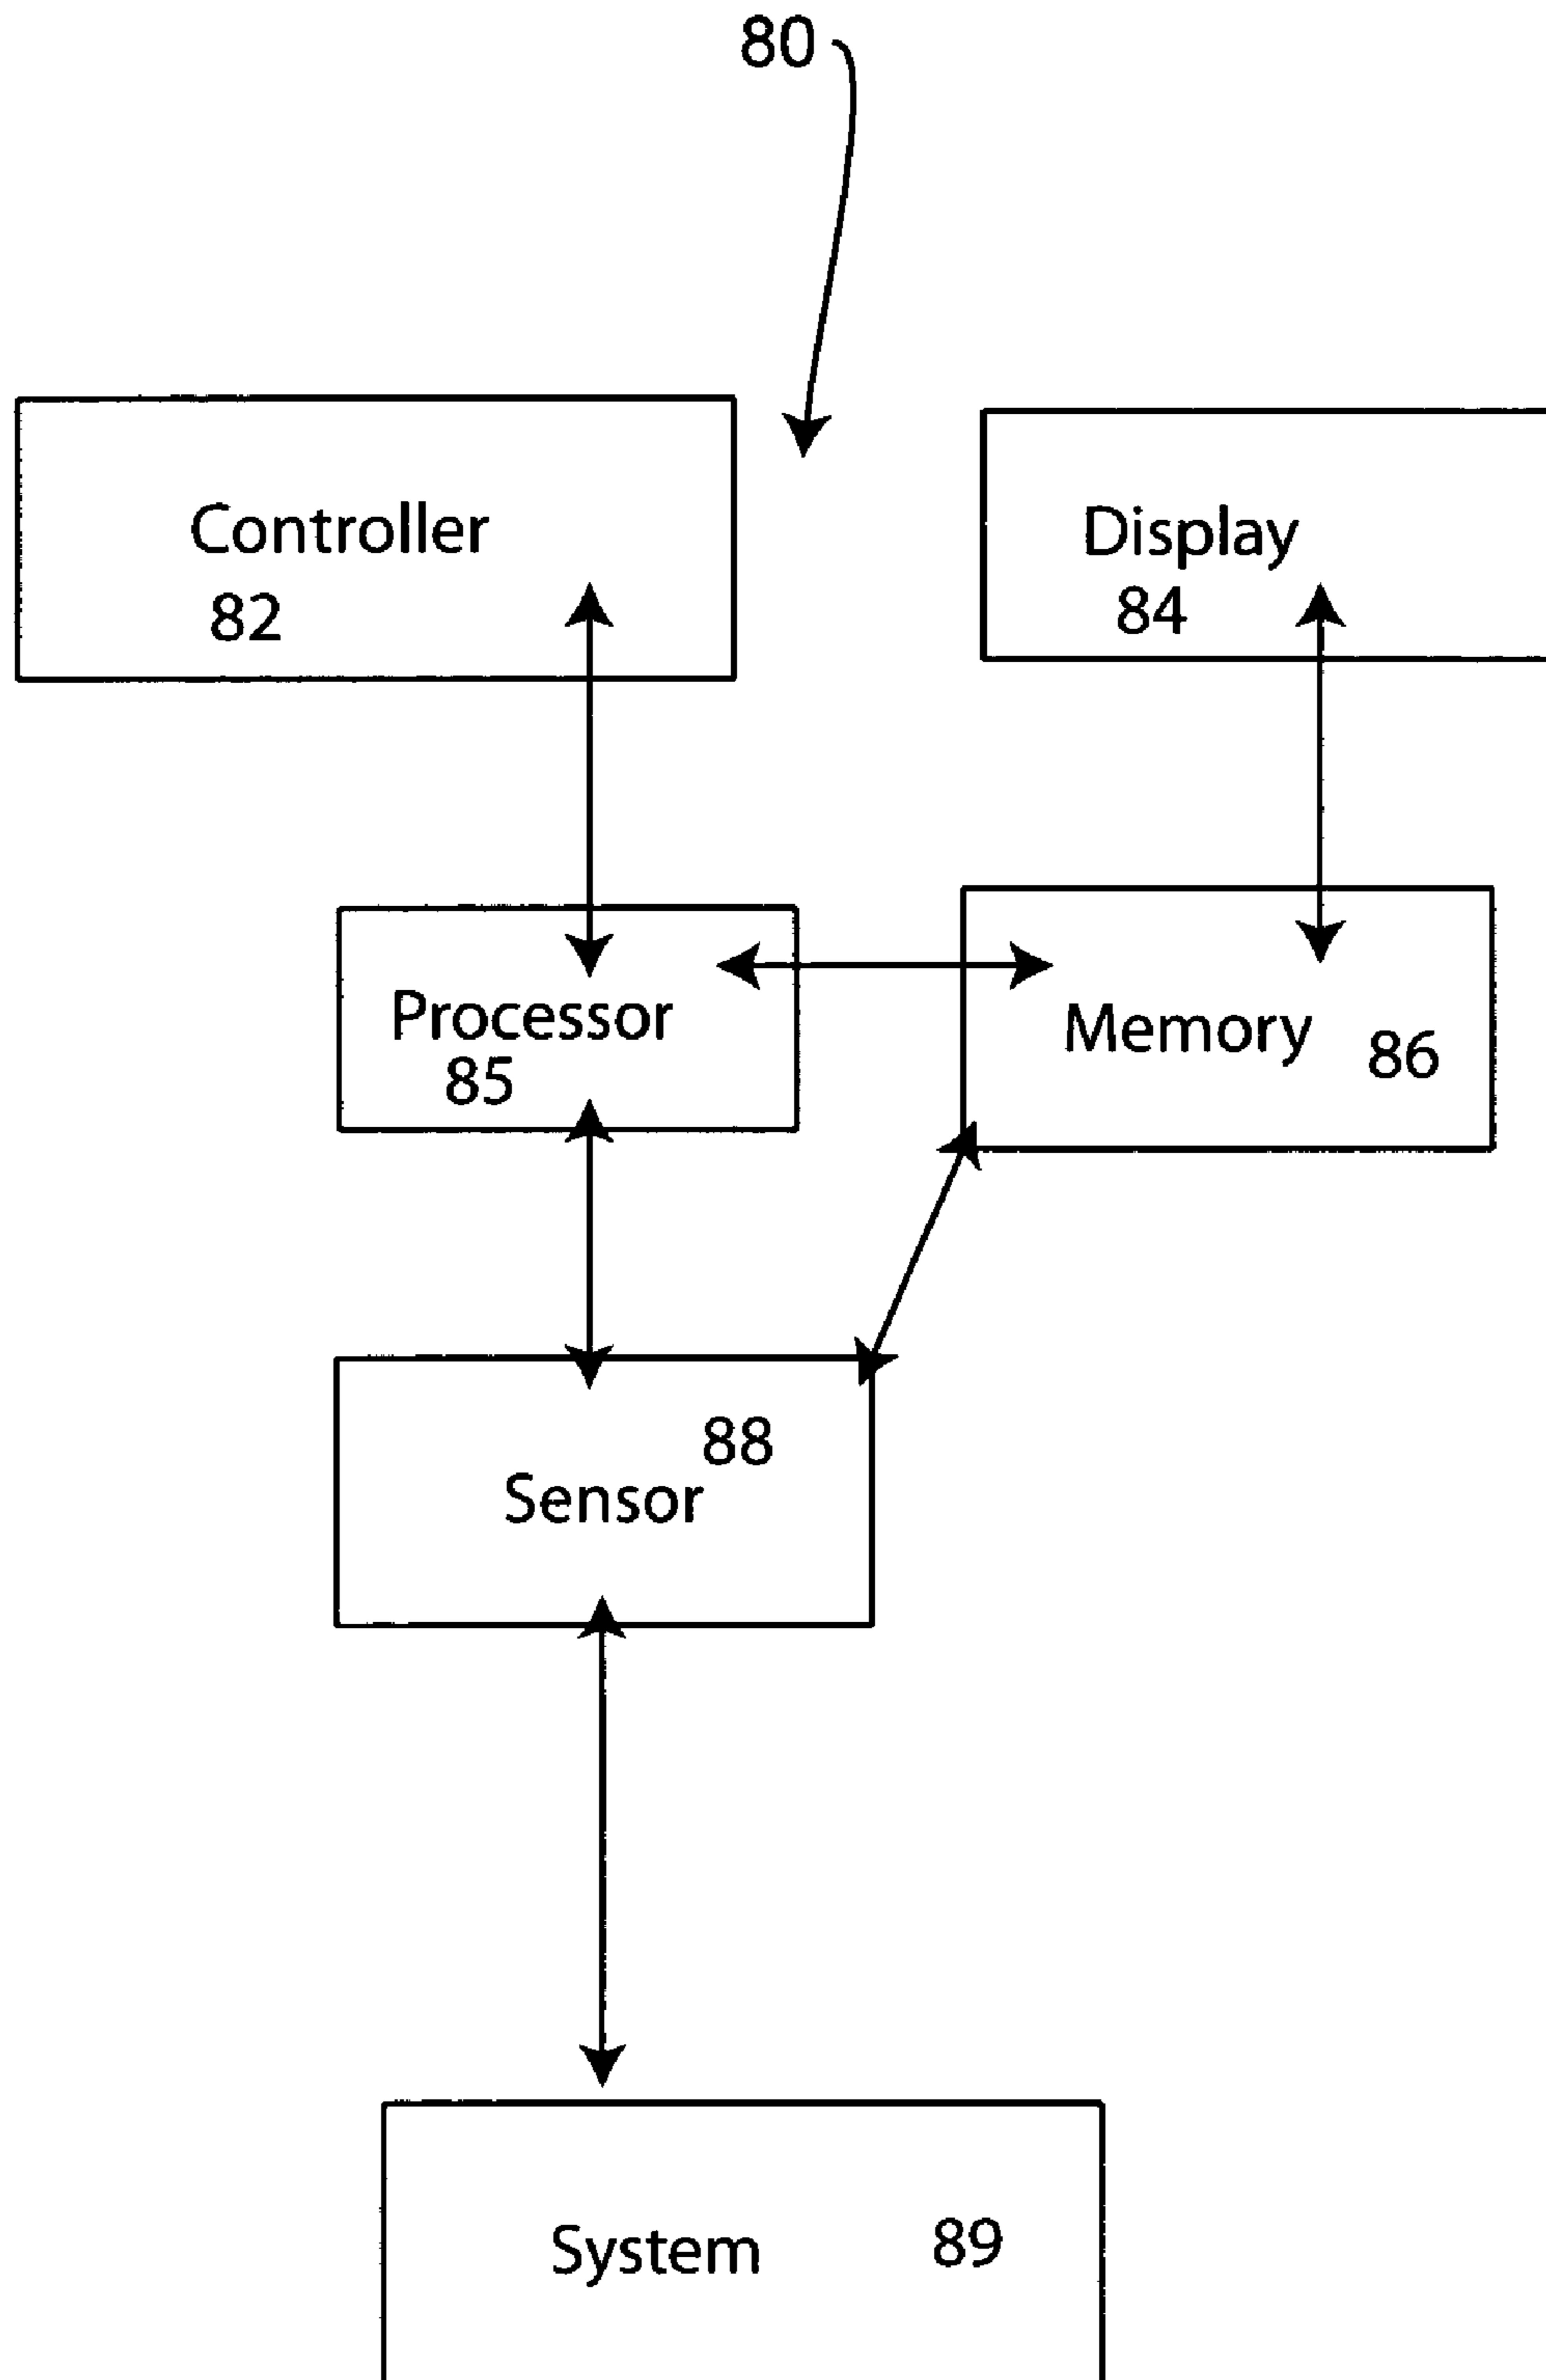 80
Controller
82
Display
84
Processor
85
Memory 86
88
Sensor
System 89